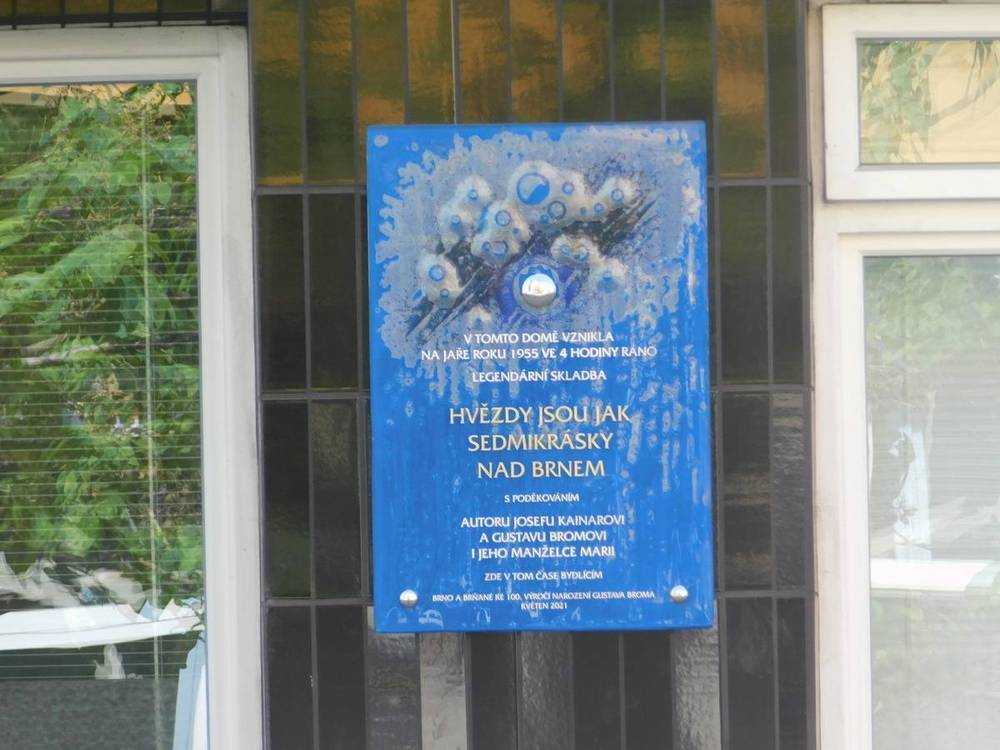 V TOMTO DOMĚ VZNIKLA
NA JAŘE ROKU 1955 VE 4 HODINY RÁNO
LEGENDÁRNÍ SKLADBA
HVĚZDY JSOU JAK
SEDMIKRÁSKY
NAD BRNEM
S PODĚKOVÁNÍM
AUTORU JOSEFU KAINAROVI
A GUSTAVU BROMOVI
I JEHO MANŽELCE MARII
ZDE V TOM ČASE BYDLÍCÍM
BRNO A BRŇANÉ KE 100. VÝROČÍ NAROZENÍ GUSTAVA BROMA
KVĚTEN 2021